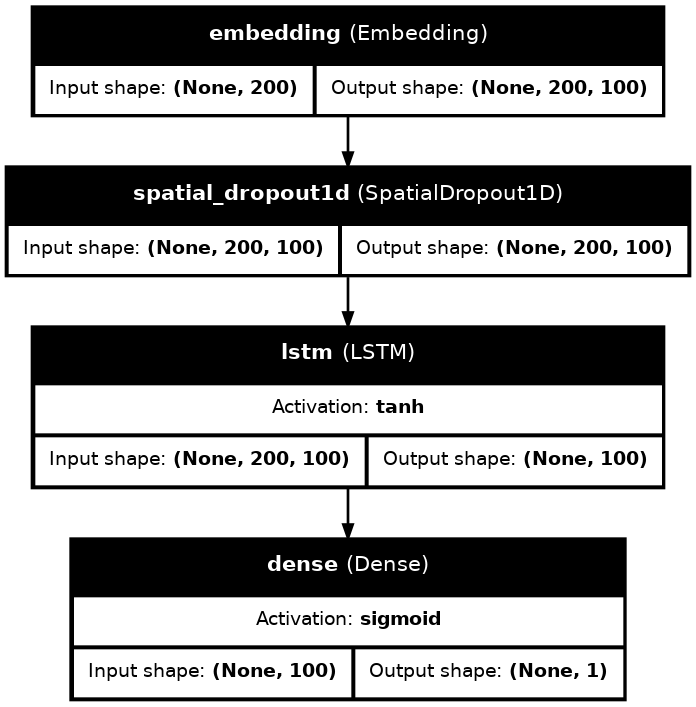 embedding (Embedding)
Input shape: (None, 200) Output shape: (None, 200, 100)
spatial_dropout1d (SpatialDropout1D)
Input shape: (None, 200, 100) Output shape: (None, 200, 100)
lstm (LSTM)
Activation: tanh
Input shape: (None, 200, 100) Output shape: (None, 100)
dense (Dense)
Activation: sigmoid
Input shape: (None, 100) Output shape: (None, 1)